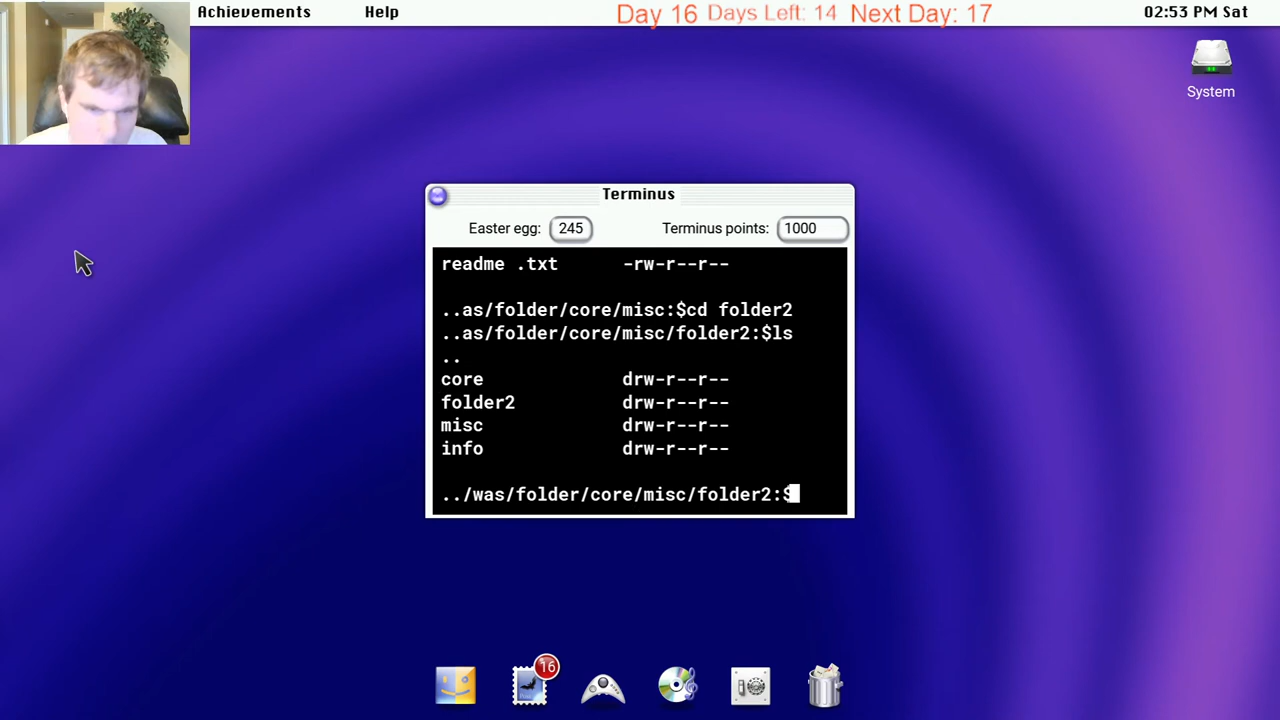 Achievements Help Day 16 Days Left: 14 Next Day: 17 02:53 PM Sat
System
Terminus
Easter egg: 245 Terminus points: 1000
readme .txt -rw-r--r--
..as/folder/core/misc:$cd folder2
..as/folder/core/misc/folder2:$ls
..
core drw-r--r--
folder2 drw-r--r--
misc drw-r--r--
info drw-r--r--
../was/folder/core/misc/folder2:$
16